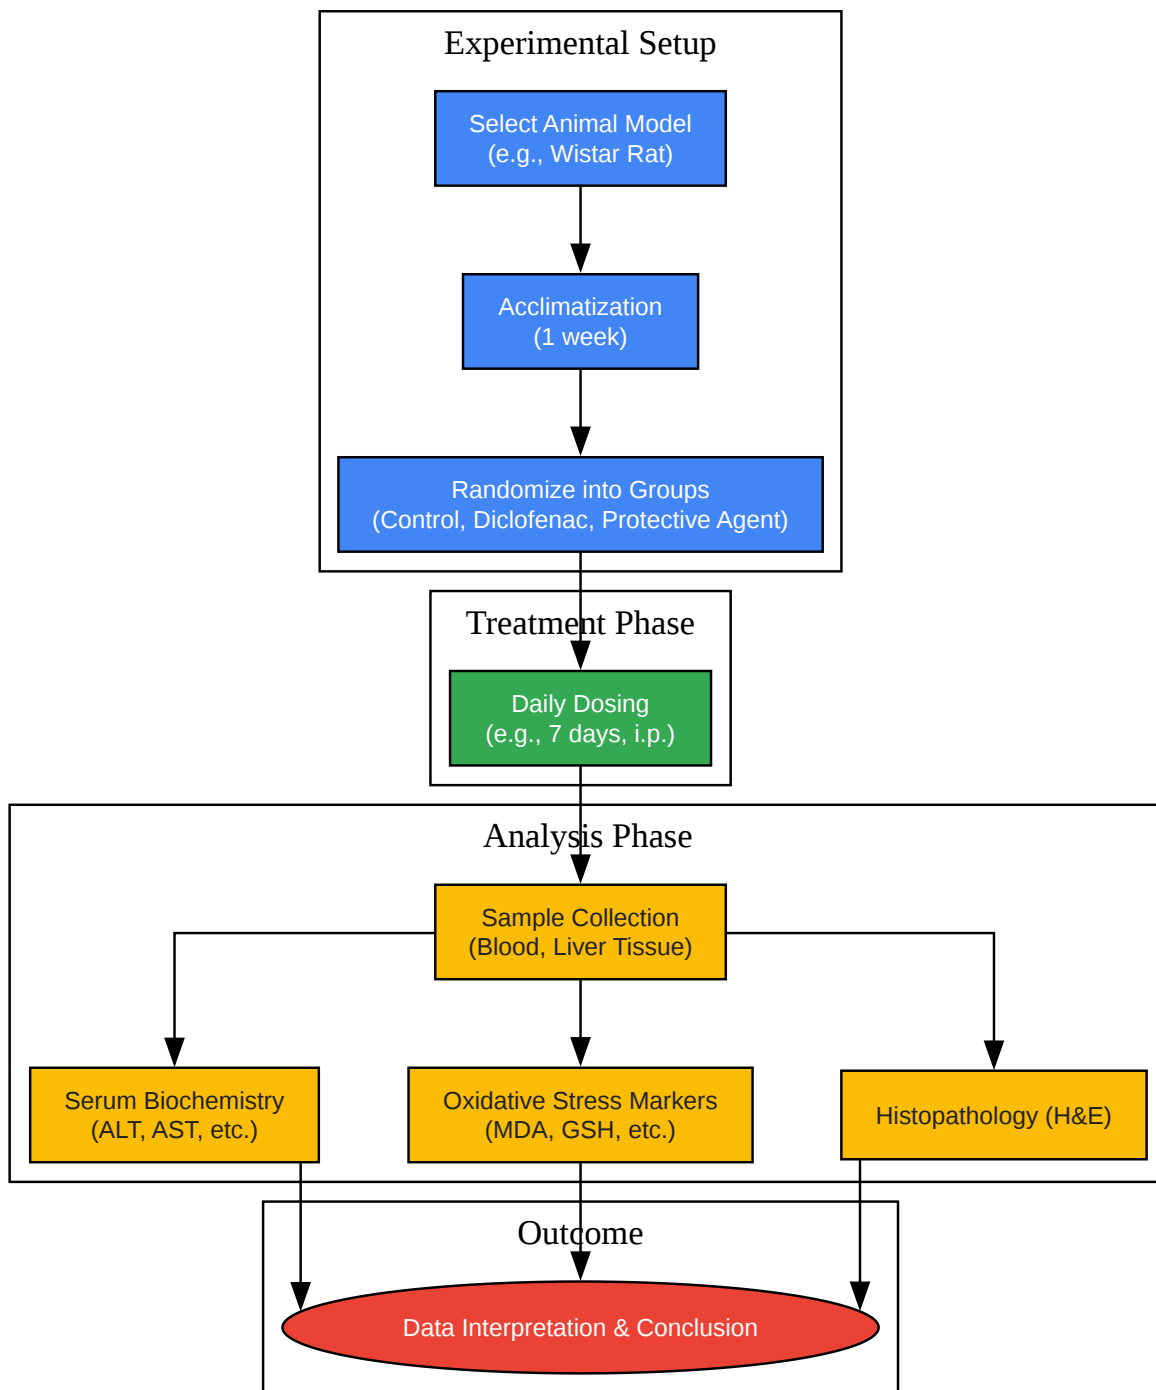 Experimental Setup
Select Animal Model
(e.g., Wistar Rat)
Acclimatization
(1 week)
Randomize into Groups
(Control, Diclofenac, Protective Agent)
Treatment Phase
Daily Dosing
(e.g., 7 days, i.p.)
Analysis Phase
Sample Collection
(Blood, Liver Tissue)
Serum Biochemistry
(ALT, AST, etc.)
Oxidative Stress Markers
(MDA, GSH, etc.)
Histopathology (H&E)
Outcome
Data Interpretation & Conclusion